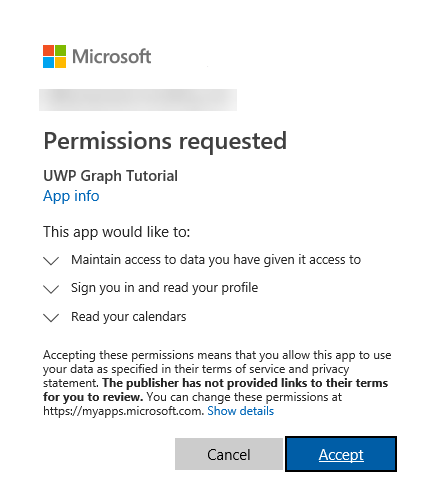 Microsoft
Permissions requested
UWP Graph Tutorial
App info
This app would like to:
Maintain access to data you have given it access to
Sign you in and read your profile
Read your calendars
Accepting these permissions means that you allow this app to use
your data as specified in their terms of service and privacy
statement. The publisher has not provided links to their terms
for you to review. You can change these permissions at
https://myapps.microsoft.com. Show details
Cancel
Accept